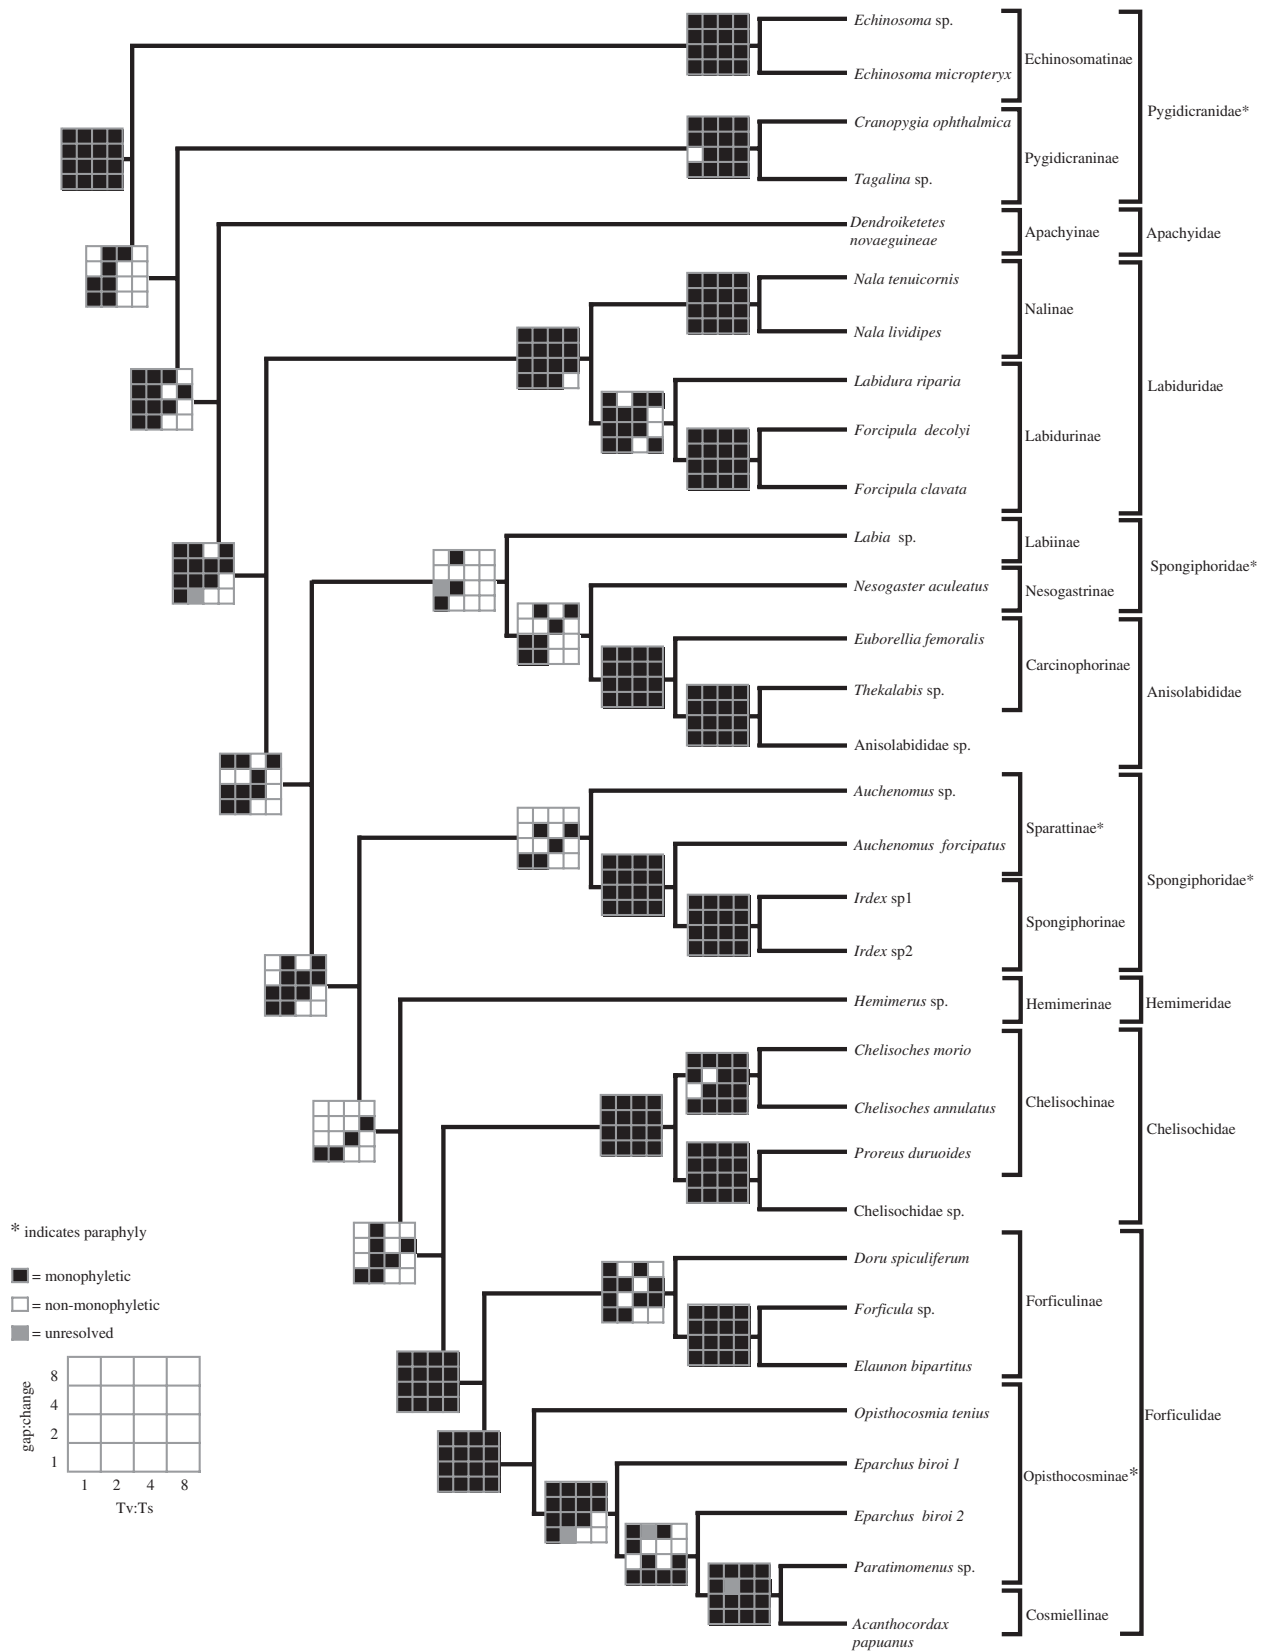 Echinosoma sp.
Echinosomatinae
Echinosoma micropteryx
Pygidicranidae*
Cranopygia ophthalmica
Pygidicraninae
Tagalina sp.
Dendroiketetes
novaeguineae
Apachyinae
Apachyidae
Nala tenuicornis
Nalinae
Nala lividipes
Labiduridae
Labidura riparia
Forcipula decolyi
Labidurinae
Forcipula clavata
Labia sp.
Labiinae
Spongiphoridae*
Nesogaster aculeatus
Nesogastrinae
Euborellia femoralis
Carcinophorinae
Thekalabis sp.
Anisolabididae
Anisolabididae sp.
Auchenomus sp.
Sparattinae*
Auchenomus forcipatus
Spongiphoridae*
Irdex sp1
Spongiphorinae
Irdex sp2
Hemimerus sp.
Hemimerinae
Hemimeridae
Chelisoches morio
Chelisochinae
Chelisoches annulatus
Chelisochidae
Proreus duruoides
Chelisochidae sp.
* indicates paraphyly
Doru spiculiferum
= monophyletic
Forficulinae
= non-monophyletic
Forficula sp.
= unresolved
Elaunon bipartitus
Opisthocosmia tenius
Forficulidae
Eparchus biroi 1
Opisthocosminae*
Eparchus biroi 2
Paratimomenus sp.
Cosmiellinae
Acanthocordax
papuanus
gap:change
8
4
2
1
1 2 4 8
Tv:Ts